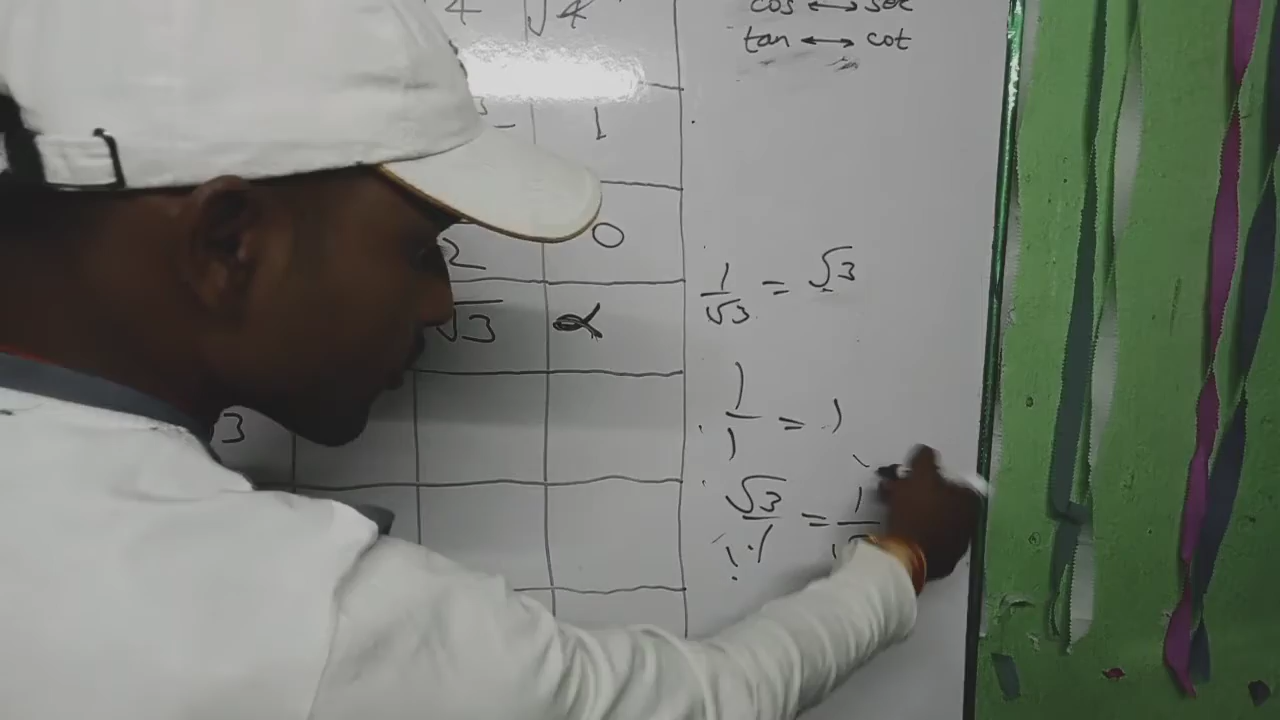 4 √4 cos ↔ sec
tan ↔ cot
1
2 0
1/√3 = √3
√3 α
1/1 = 1
3
√3/1 = 1